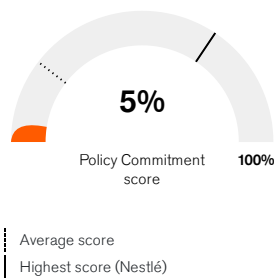 5%
Policy Commitment
score
100%
Average score
Highest score (Nestlé)